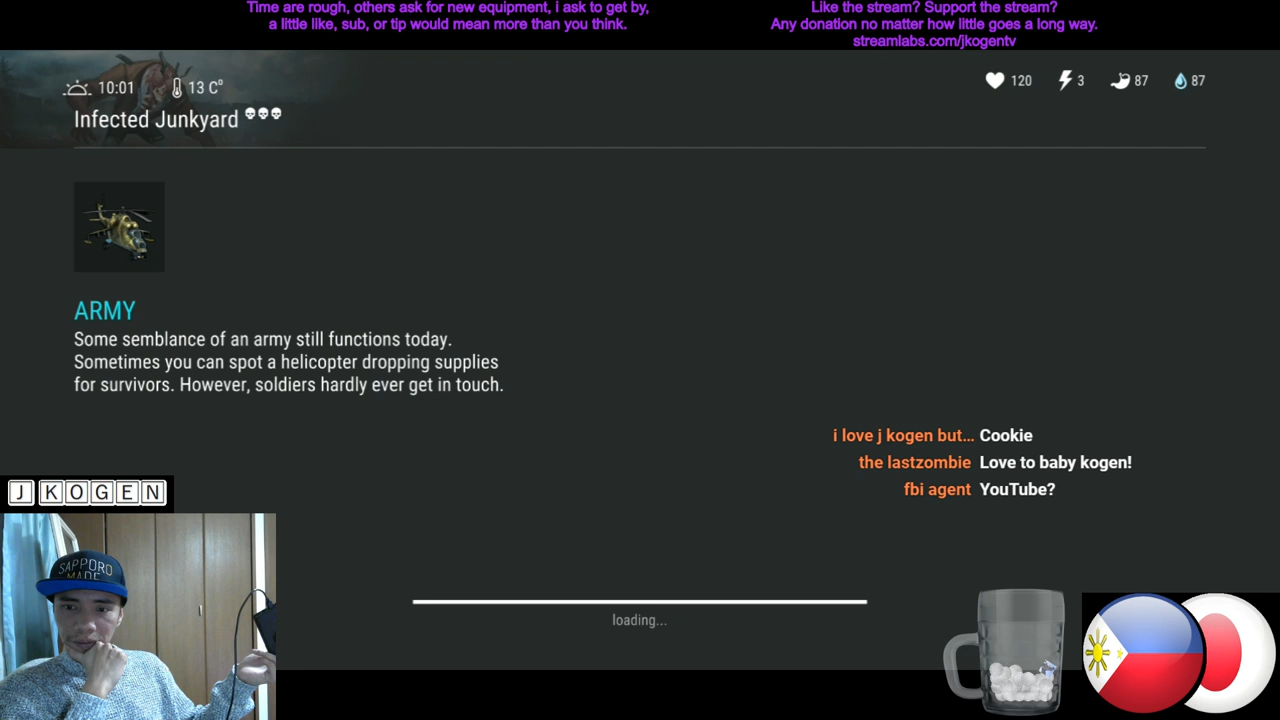 Time are rough, others ask for new equipment, i ask to get by,
a little like, sub, or tip would mean more than you think.
Like the stream? Support the stream?
Any donation no matter how little goes a long way.
streamlabs.com/jkogentv
10:01 13 C°
120 3 87 87
Infected Junkyard
ARMY
Some semblance of an army still functions today.
Sometimes you can spot a helicopter dropping supplies
for survivors. However, soldiers hardly ever get in touch.
i love j kogen but… Cookie
the lastzombie Love to baby kogen!
fbi agent YouTube?
J KOGEN
SAPPORO
MADE
loading...